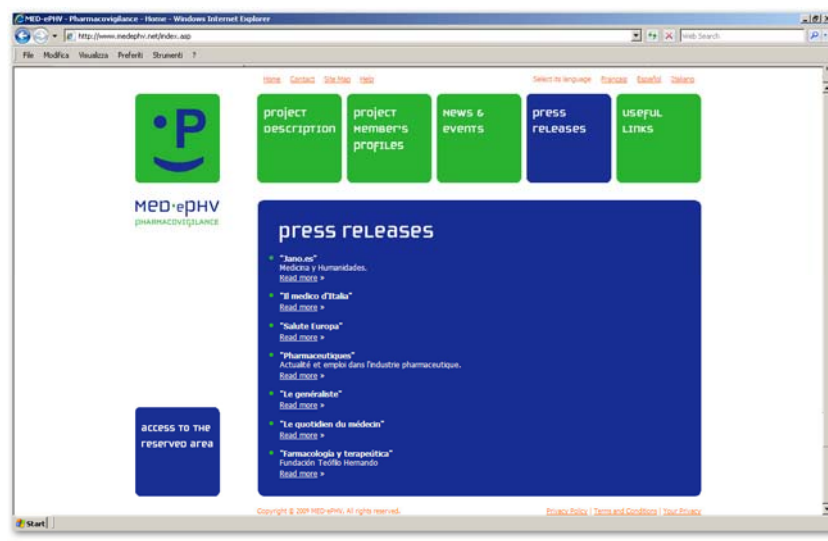 MED-ePHV - Pharmacovigilance - Home - Windows Internet Explorer
http://www.medephv.net/index.asp
Web Search
File Modifica Visualizza Preferiti Strumenti ?
Home Contact Site Map Help
Select its language Français Español Italiano
project description
project member's profiles
news & events
press releases
useful links
P
MED·ePHV
pharmacovigilance
press releases
"Jano.es"
Medicina y Humanidades.
Read more >
"Il medico d'Italia"
Read more >
"Salute Europa"
Read more >
"Pharmaceutiques"
Actualité et emploi dans l'industrie pharmaceutique.
Read more >
"Le genéraliste"
Read more >
"Le quotidien du médecin"
Read more >
"Farmacología y terapeútica"
Fundación Teófilo Hernando
Read more >
access to the
reserved area
Copyright © 2009 MED-ePHV. All rights reserved.
Privacy Policy | Terms and Conditions | Your Privacy
Start